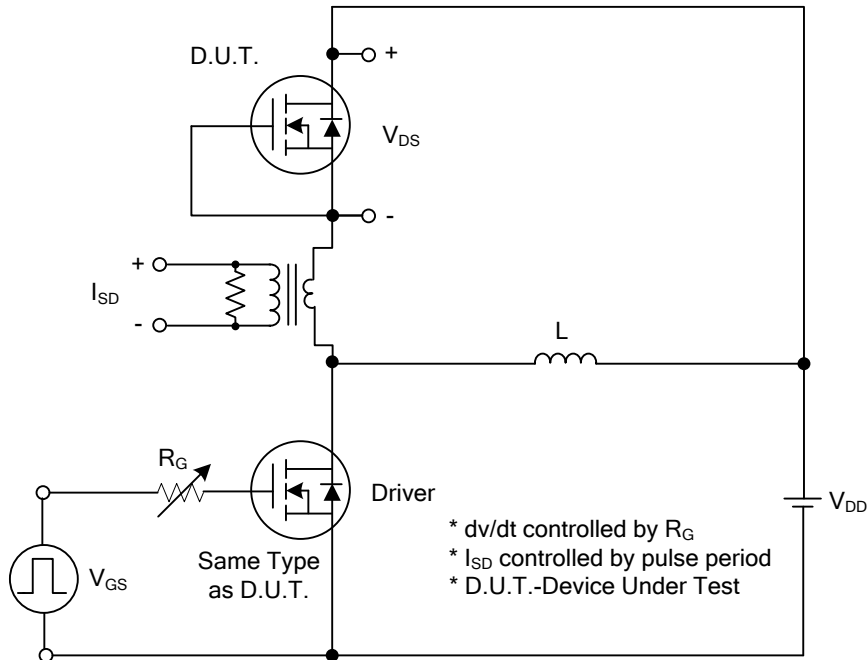 D.U.T.
+
V_DS
-
+
I_SD
-
L
R_G
Driver
V_DD
Same Type
as D.U.T.
V_GS
* dv/dt controlled by R_G
* I_SD controlled by pulse period
* D.U.T.-Device Under Test